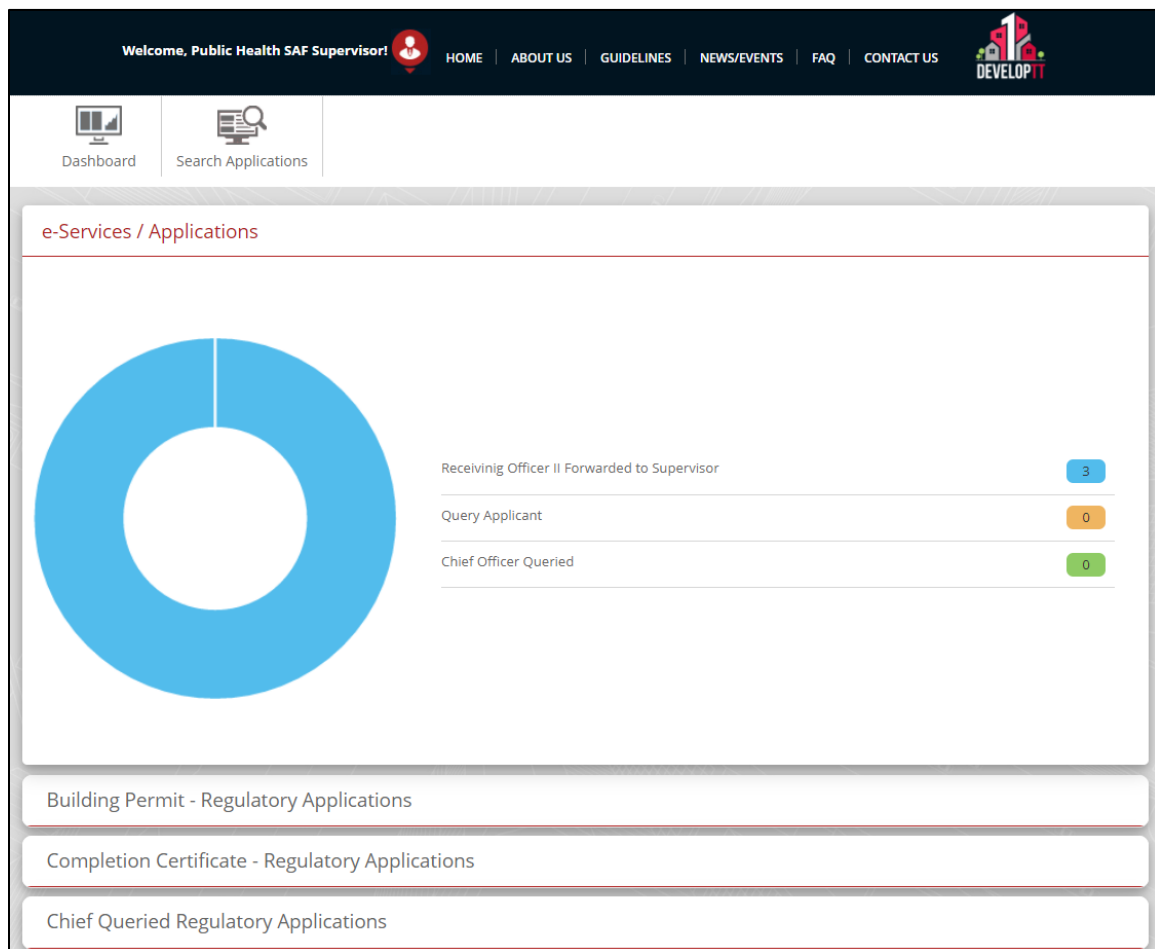 Welcome, Public Health SAF Supervisor!
HOME
ABOUT US
GUIDELINES
NEWS/EVENTS
FAQ
CONTACT US
1
DEVELOPTT
Dashboard
Search Applications
e-Services / Applications
Receivinig Officer II Forwarded to Supervisor 3
Query Applicant 0
Chief Officer Queried 0
Building Permit - Regulatory Applications
Completion Certificate - Regulatory Applications
Chief Queried Regulatory Applications